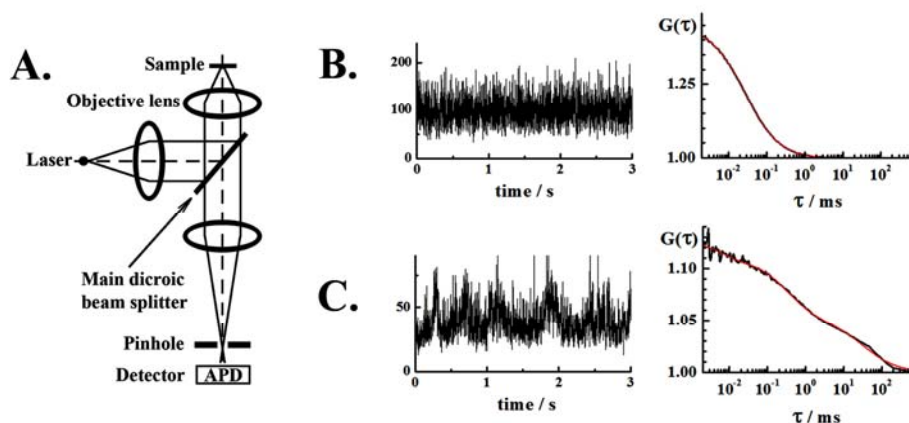 A.
Sample
Objective lens
Laser
Main dicroic
beam splitter
Pinhole
Detector APD
B.
200
100
0
0 1 2 3
time / s
G(τ)
1.25
1.00
10⁻² 10⁻¹ 10⁰ 10¹ 10²
τ / ms
C.
50
0
0 1 2 3
time / s
G(τ)
1.10
1.05
1.00
10⁻² 10⁻¹ 10⁰ 10¹ 10²
τ / ms